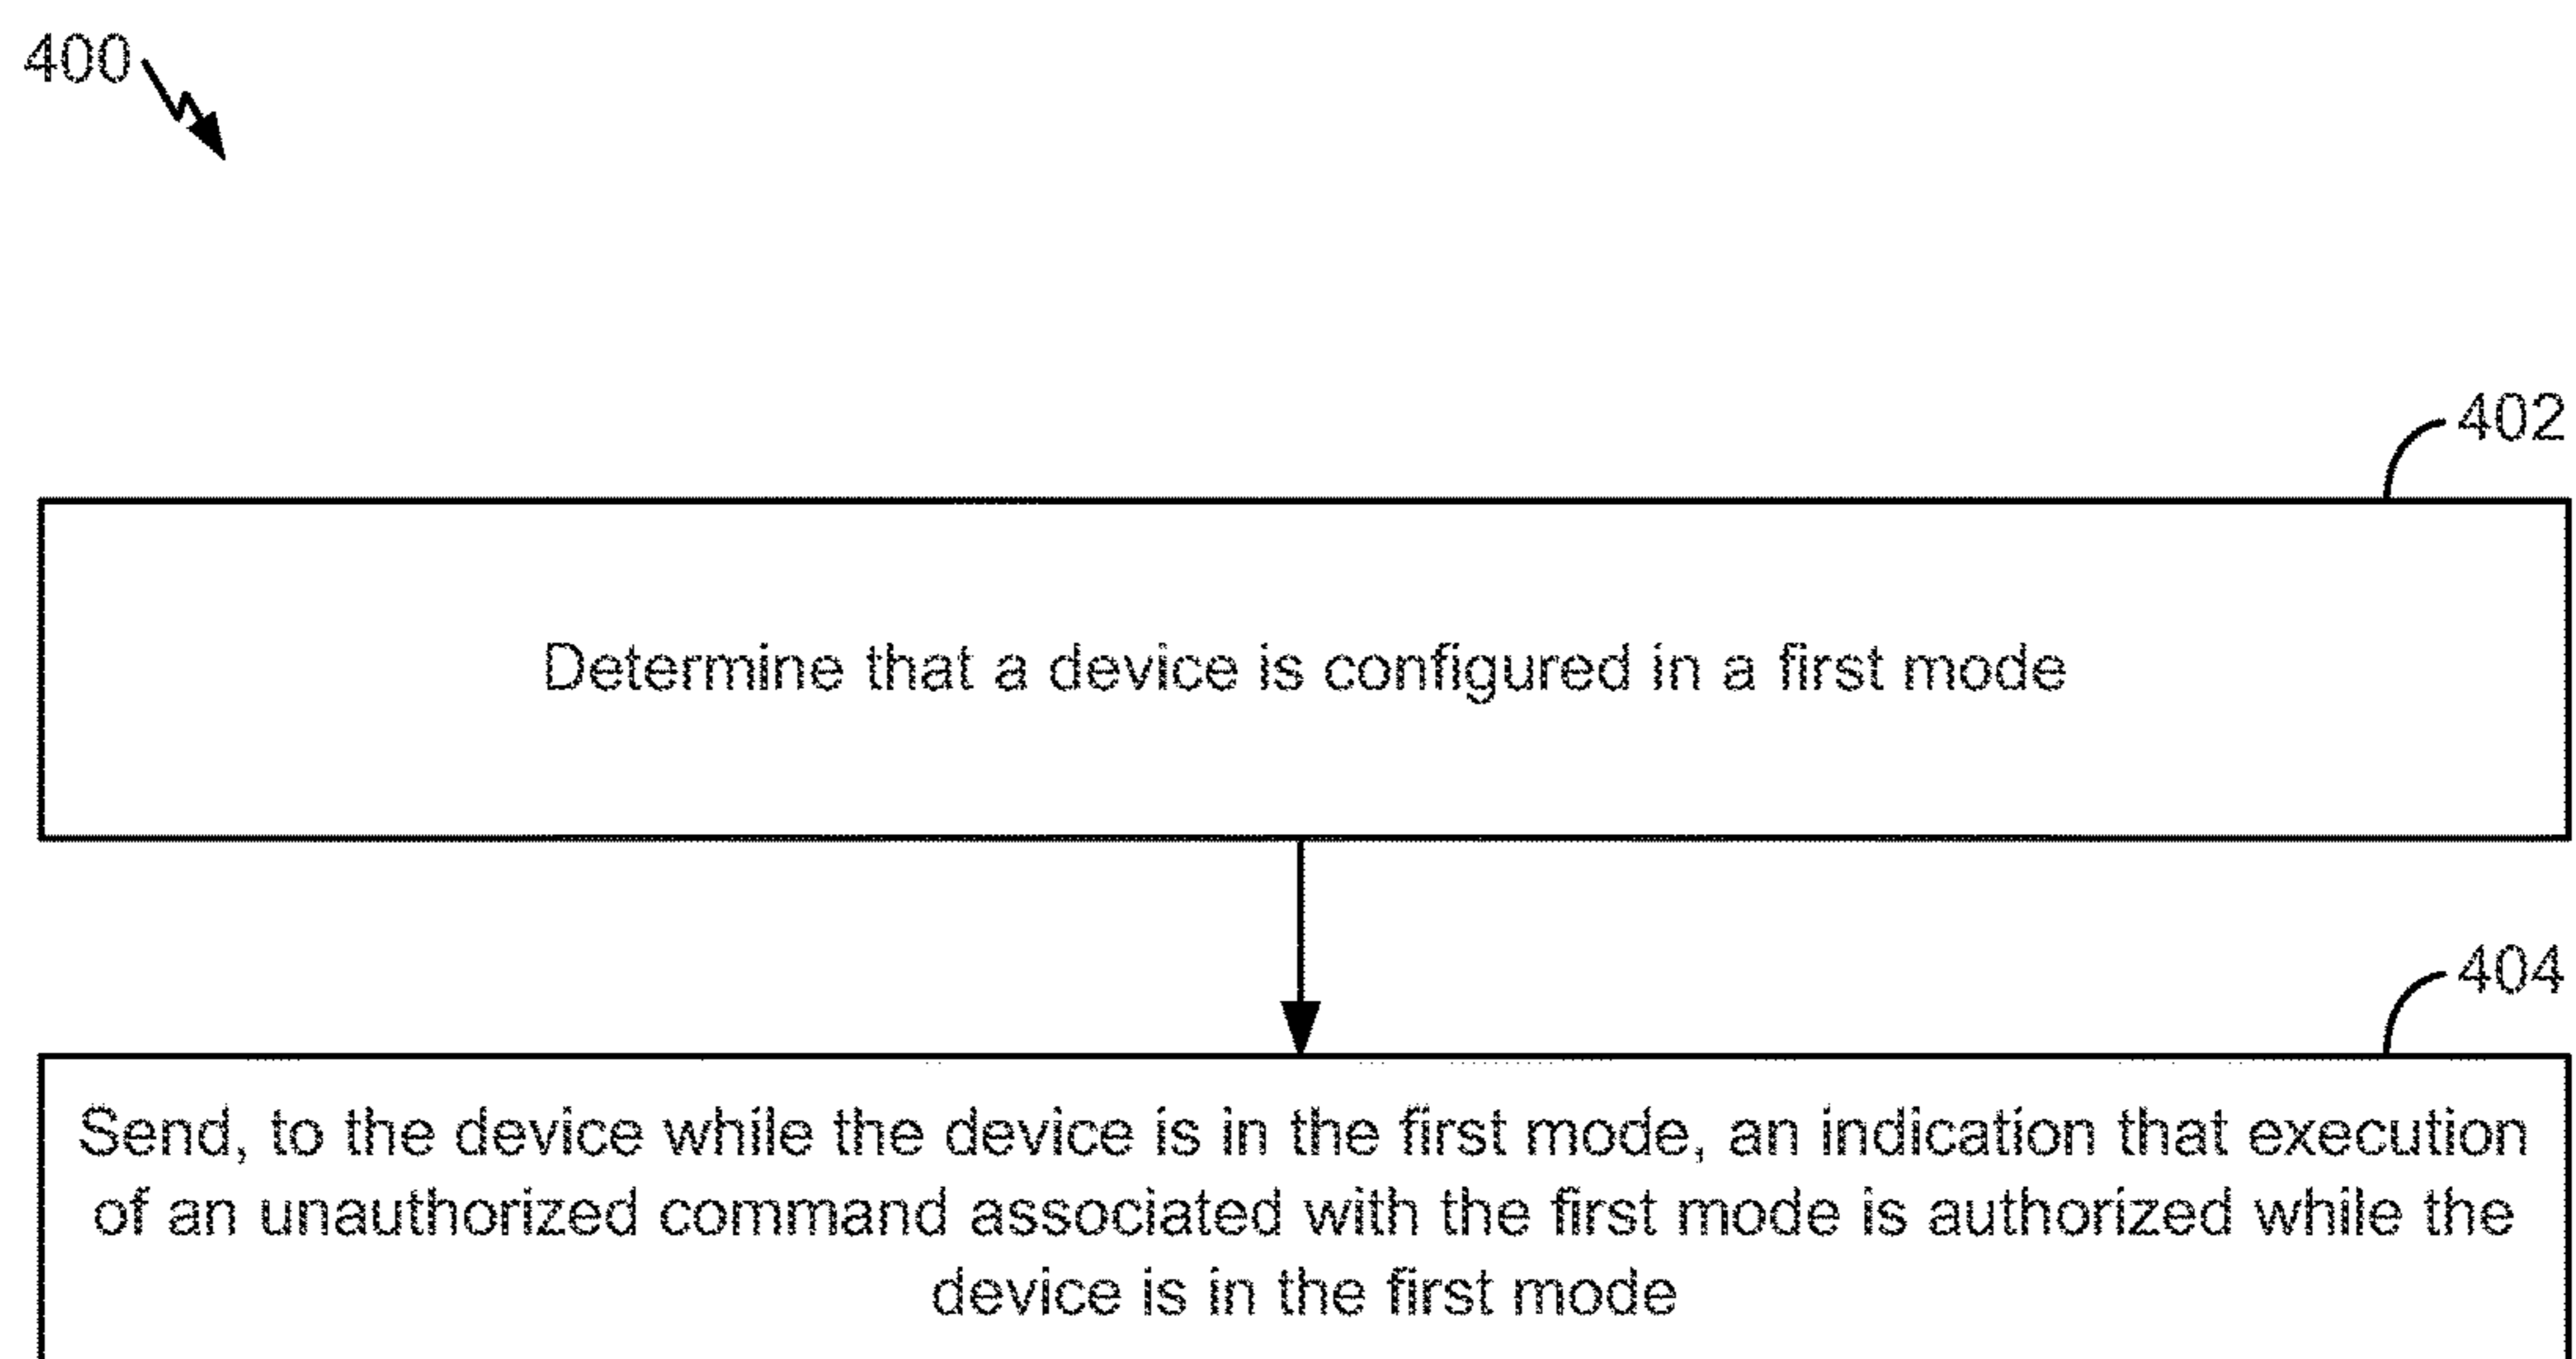 400
402
Determine that a device is configured in a first mode
404
Send, to the device while the device is in the first mode, an indication that execution
of an unauthorized command associated with the first mode is authorized while the
device is in the first mode